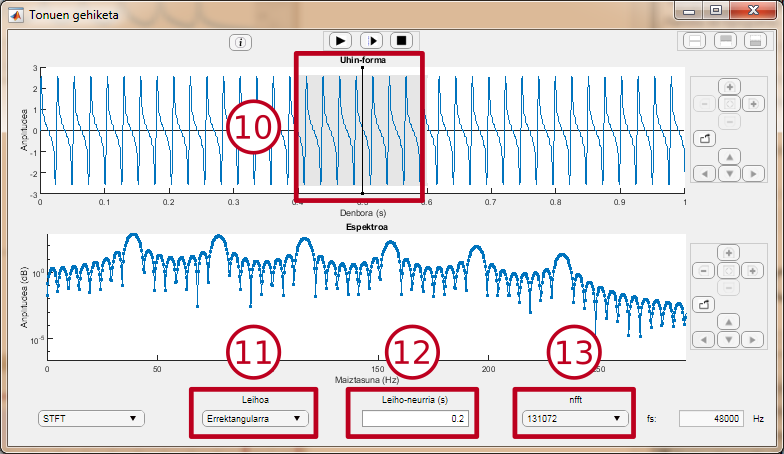 Tonuen gehiketa
i
Uhin-forma
3
2
1
0
-1
-2
-3
Anpritudea
10
0 0.1 0.2 0.3 0.4 0.5 0.6 0.7 0.8 0.9 1
Denbora (s)
Espektroa
10^0
10^-5
Anpritudea (dB)
0 50 150 200 250
Maiztasuna (Hz)
11 12 13
Leihoa Leiho-neurria (s) nfft
STFT Errektangularra 0.2 131072 fs: 48000 Hz